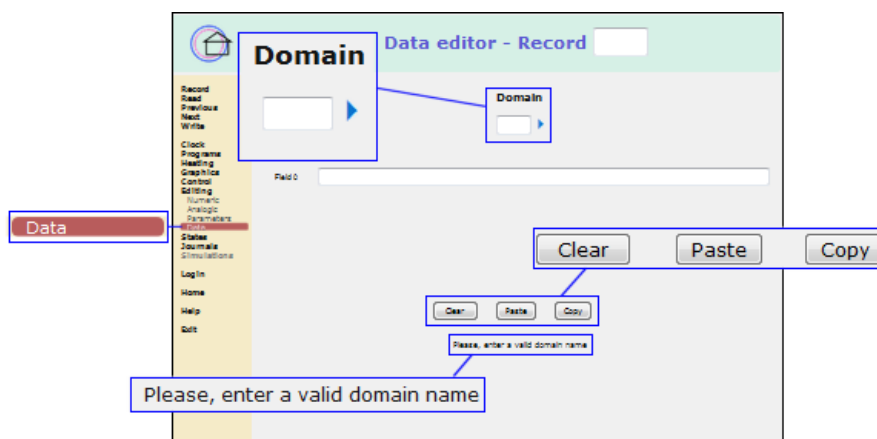 Data editor - Record
Domain
Domain
Record
Read
Previous
Next
Write
Clock
Programs
Heating
Graphics
Control
Editing
Numeric
Analogic
Parameters
Data
Data
States
Journals
Simulations
Login
Home
Help
Exit
Field 0
Clear Paste Copy
Clear Paste Copy
Please, enter a valid domain name
Please, enter a valid domain name